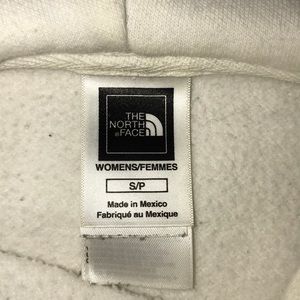 THE
NORTH
FACE
WOMENS/FEMMES
S/P
Made in Mexico
Fabriqué au Mexique